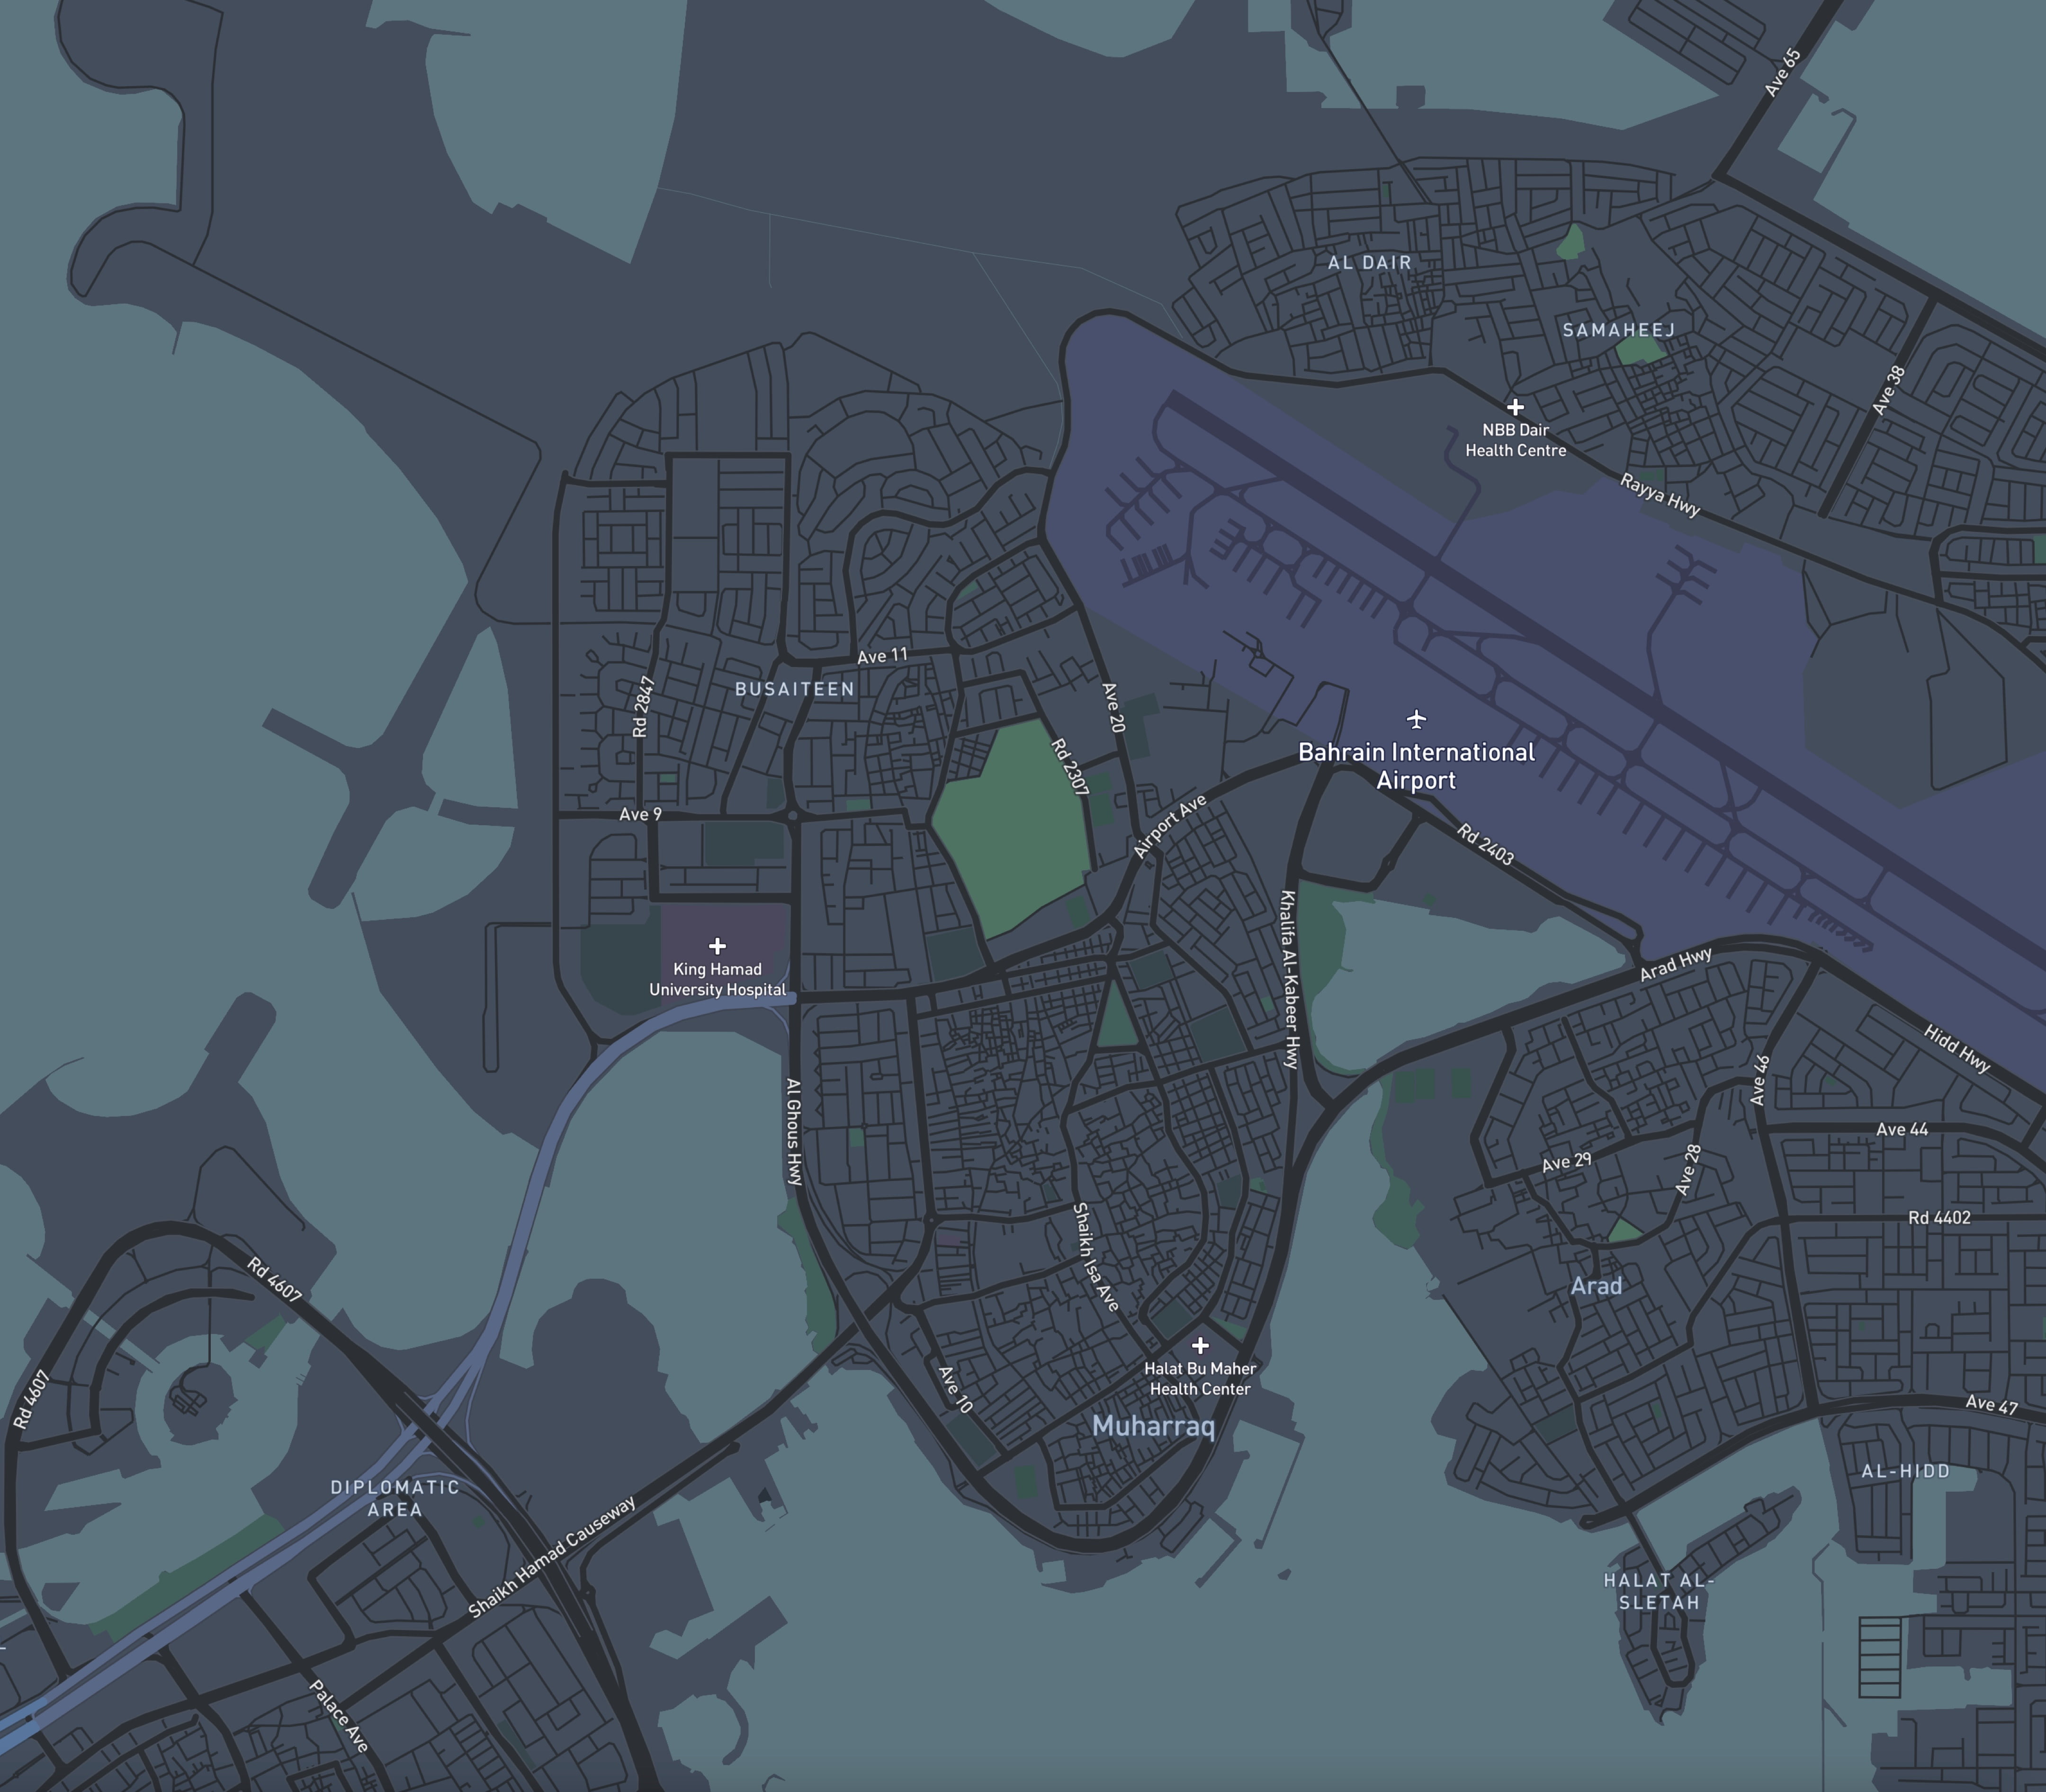 Ave 65
AL DAIR
SAMAHEEJ
Ave 38
NBB Dair
Health Centre
Rayya Hwy
Ave 11
BUSAITEEN
Rd 2847
Ave 20
Rd 2307
Bahrain International
Airport
Ave 9
Airport Ave
Rd 2403
King Hamad
University Hospital
Khalifa Al-Kabeer Hwy
Arad Hwy
Hidd Hwy
Al Ghous Hwy
Ave 46
Ave 44
Ave 29
Ave 28
Rd 4402
Shaikh Isa Ave
Rd 4607
Arad
Rd 4607
Halat Bu Maher
Health Center
Ave 10
Muharraq
Ave 47
AL-HIDD
DIPLOMATIC
AREA
Shaikh Hamad Causeway
HALAT AL-
SLETAH
Palace Ave